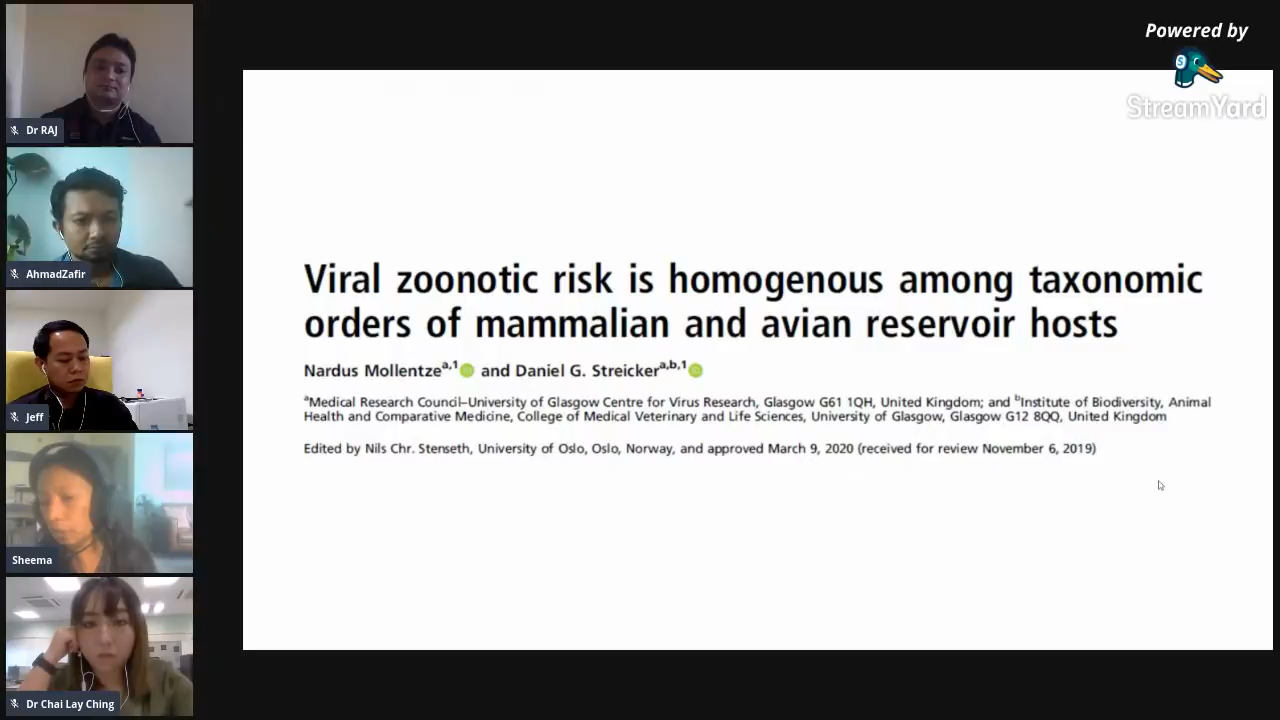 Powered by
StreamYard
Dr RAJ
AhmadZafir
Jeff
Sheema
Dr Chai Lay Ching
Viral zoonotic risk is homogenous among taxonomic
orders of mammalian and avian reservoir hosts
Nardus Mollentzea,1 and Daniel G. Streickera,b,1
aMedical Research Council–University of Glasgow Centre for Virus Research, Glasgow G61 1QH, United Kingdom; and bInstitute of Biodiversity, Animal
Health and Comparative Medicine, College of Medical Veterinary and Life Sciences, University of Glasgow, Glasgow G12 8QQ, United Kingdom
Edited by Nils Chr. Stenseth, University of Oslo, Oslo, Norway, and approved March 9, 2020 (received for review November 6, 2019)